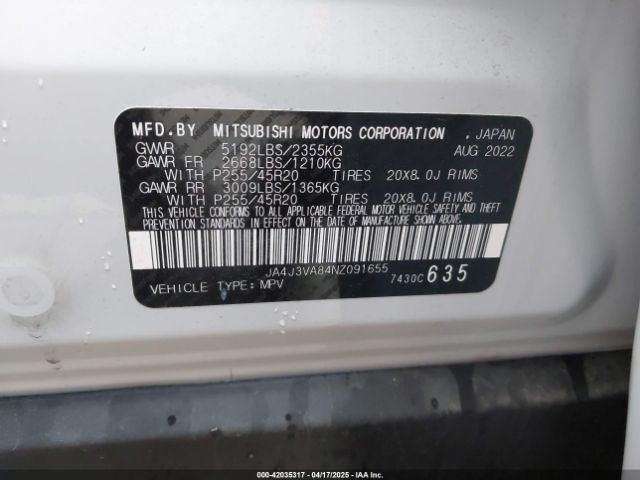 MFD.BY MITSUBISHI MOTORS CORPORATION , JAPAN
GVWR 5192LBS/2355KG AUG 2022
GAWR FR 2668LBS/1210KG
WITH P255/45R20 TIRES 20X8.0J RIMS
GAWR RR 3009LBS/1365KG
WITH P255/45R20 TIRES 20X8.0J RIMS
THIS VEHICLE CONFORMS TO ALL APPLICABLE FEDERAL MOTOR VEHICLE SAFETY AND THEFT
PREVENTION STANDARDS IN EFFECT ON THE DATE OF MANUFACTURE SHOWN ABOVE.
JA4J3VA84NZ091655
7430C 635
VEHICLE TYPE: MPV
000-42035317 - 04/17/2025 - IAAI.COM